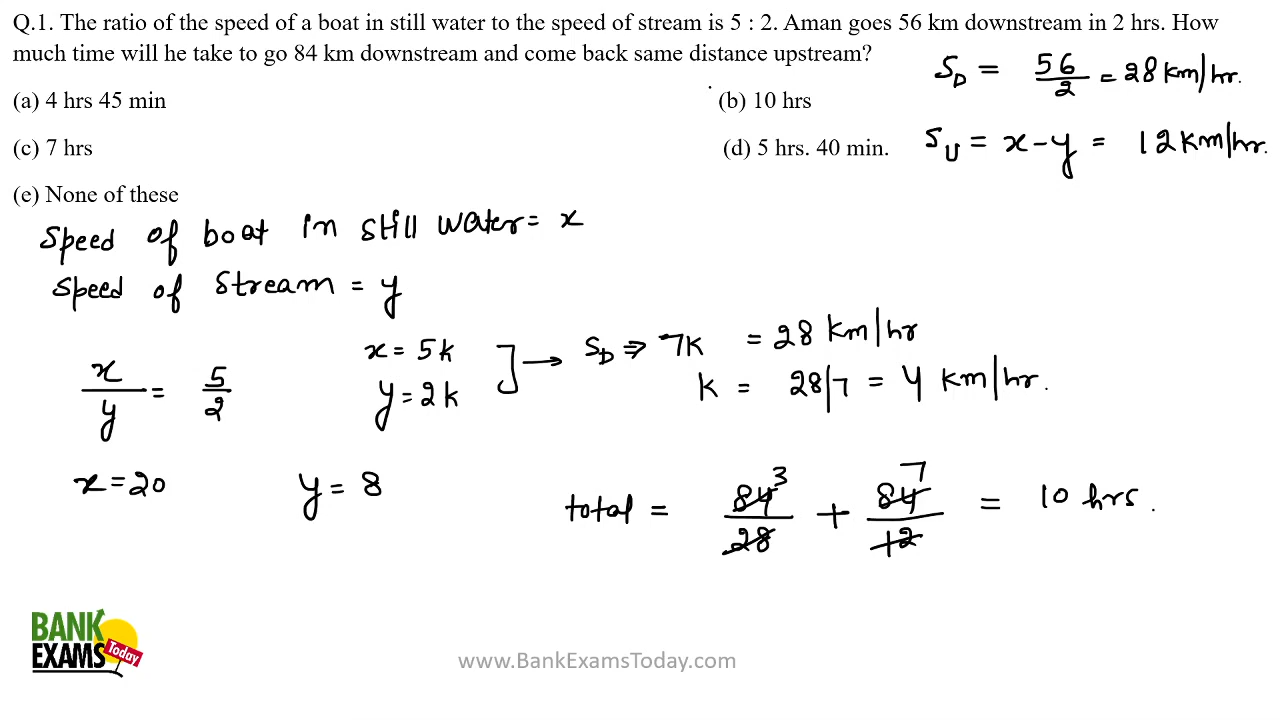 Q.1. The ratio of the speed of a boat in still water to the speed of stream is 5 : 2. Aman goes 56 km downstream in 2 hrs. How
much time will he take to go 84 km downstream and come back same distance upstream?
S_D = 56/2 = 28 km/hr.
(a) 4 hrs 45 min
(b) 10 hrs
(c) 7 hrs
(d) 5 hrs. 40 min.
S_U = x - y = 12 km/hr.
(e) None of these
Speed of boat in still water = x
Speed of stream = y
x/y = 5/2
x = 5k
y = 2k
] → S_D ⇒ 7k = 28 km/hr
k = 28/7 = 4 km/hr.
x = 20
y = 8
total = 84/28 3 + 84/12 7 = 10 hrs.
BANK
EXAMS Today
www.BankExamsToday.com